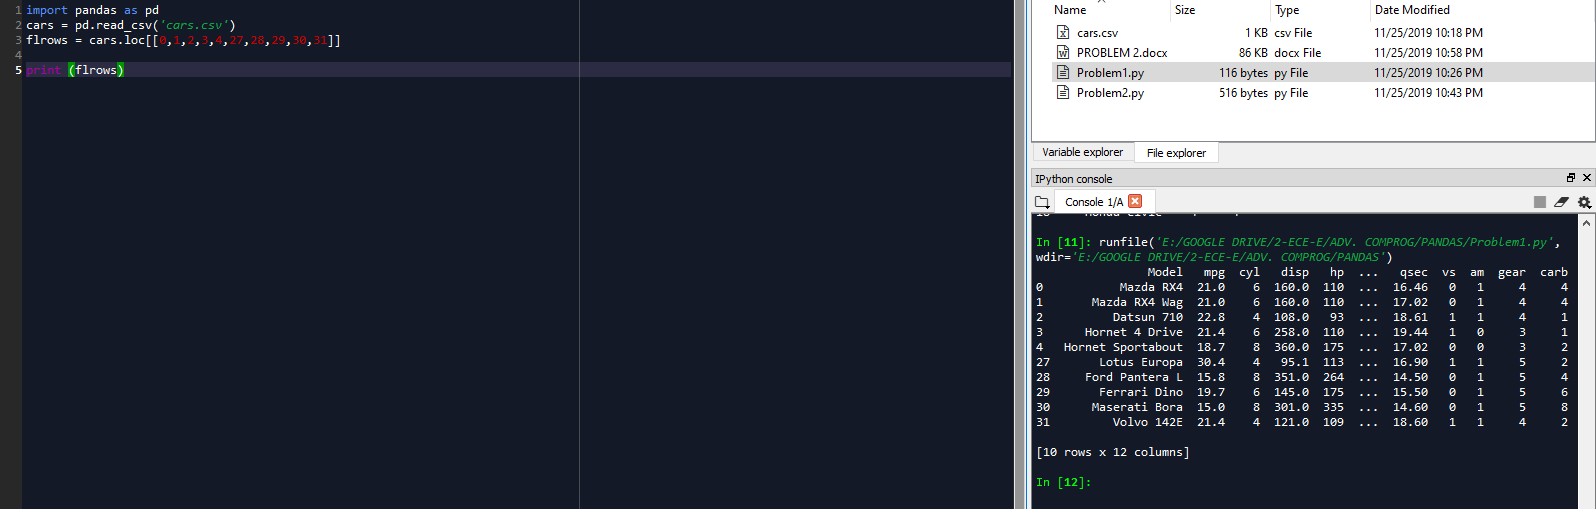 1 import pandas as pd
2 cars = pd.read_csv('cars.csv')
3 flrows = cars.loc[[0,1,2,3,4,27,28,29,30,31]]
4
5 print (flrows)
Name Size Type Date Modified
cars.csv 1 KB csv File 11/25/2019 10:18 PM
PROBLEM 2.docx 86 KB docx File 11/25/2019 10:58 PM
Problem1.py 116 bytes py File 11/25/2019 10:26 PM
Problem2.py 516 bytes py File 11/25/2019 10:43 PM
Variable explorer File explorer
IPython console
Console 1/A
In [11]: runfile('E:/GOOGLE DRIVE/2-ECE-E/ADV. COMPROG/PANDAS/Problem1.py',
wdir='E:/GOOGLE DRIVE/2-ECE-E/ADV. COMPROG/PANDAS')
Model mpg cyl disp hp ... qsec vs am gear carb
0 Mazda RX4 21.0 6 160.0 110 ... 16.46 0 1 4 4
1 Mazda RX4 Wag 21.0 6 160.0 110 ... 17.02 0 1 4 4
2 Datsun 710 22.8 4 108.0 93 ... 18.61 1 1 4 1
3 Hornet 4 Drive 21.4 6 258.0 110 ... 19.44 1 0 3 1
4 Hornet Sportabout 18.7 8 360.0 175 ... 17.02 0 0 3 2
27 Lotus Europa 30.4 4 95.1 113 ... 16.90 1 1 5 2
28 Ford Pantera L 15.8 8 351.0 264 ... 14.50 0 1 5 4
29 Ferrari Dino 19.7 6 145.0 175 ... 15.50 0 1 5 6
30 Maserati Bora 15.0 8 301.0 335 ... 14.60 0 1 5 8
31 Volvo 142E 21.4 4 121.0 109 ... 18.60 1 1 4 2
[10 rows x 12 columns]
In [12]: